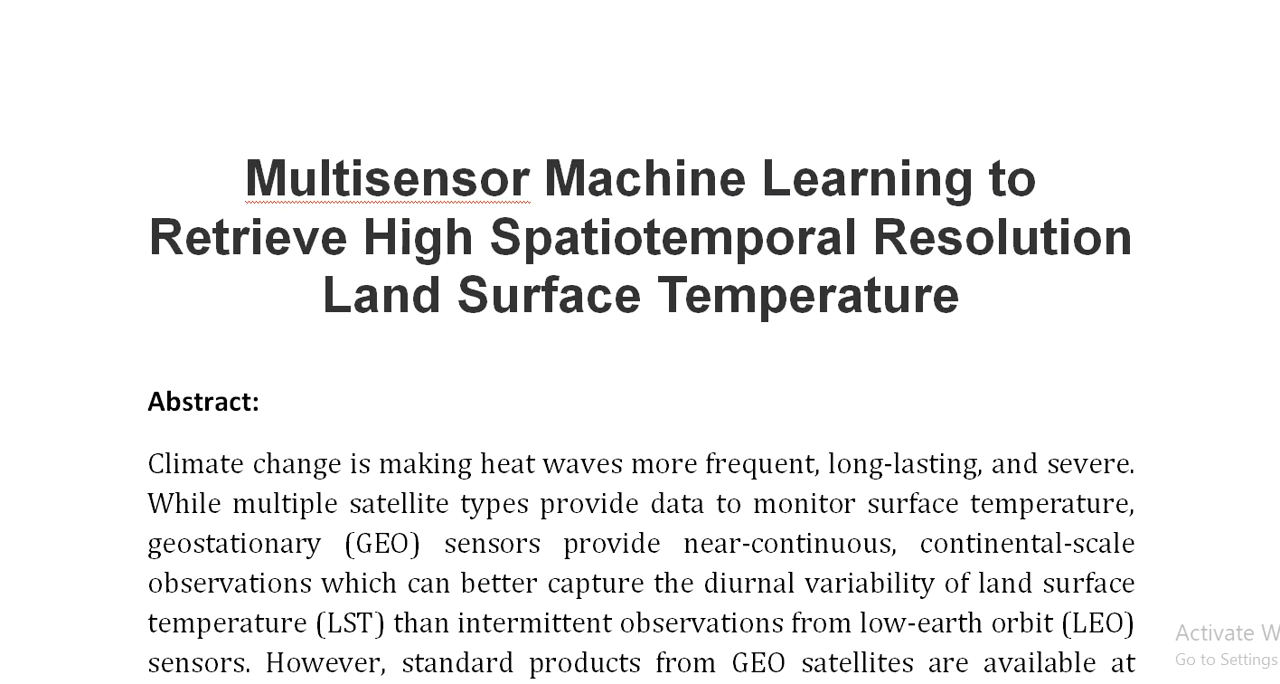 Multisensor Machine Learning to
Retrieve High Spatiotemporal Resolution
Land Surface Temperature
Abstract:
Climate change is making heat waves more frequent, long-lasting, and severe.
While multiple satellite types provide data to monitor surface temperature,
geostationary (GEO) sensors provide near-continuous, continental-scale
observations which can better capture the diurnal variability of land surface
temperature (LST) than intermittent observations from low-earth orbit (LEO)
sensors. However, standard products from GEO satellites are available at
Activate W
Go to Settings